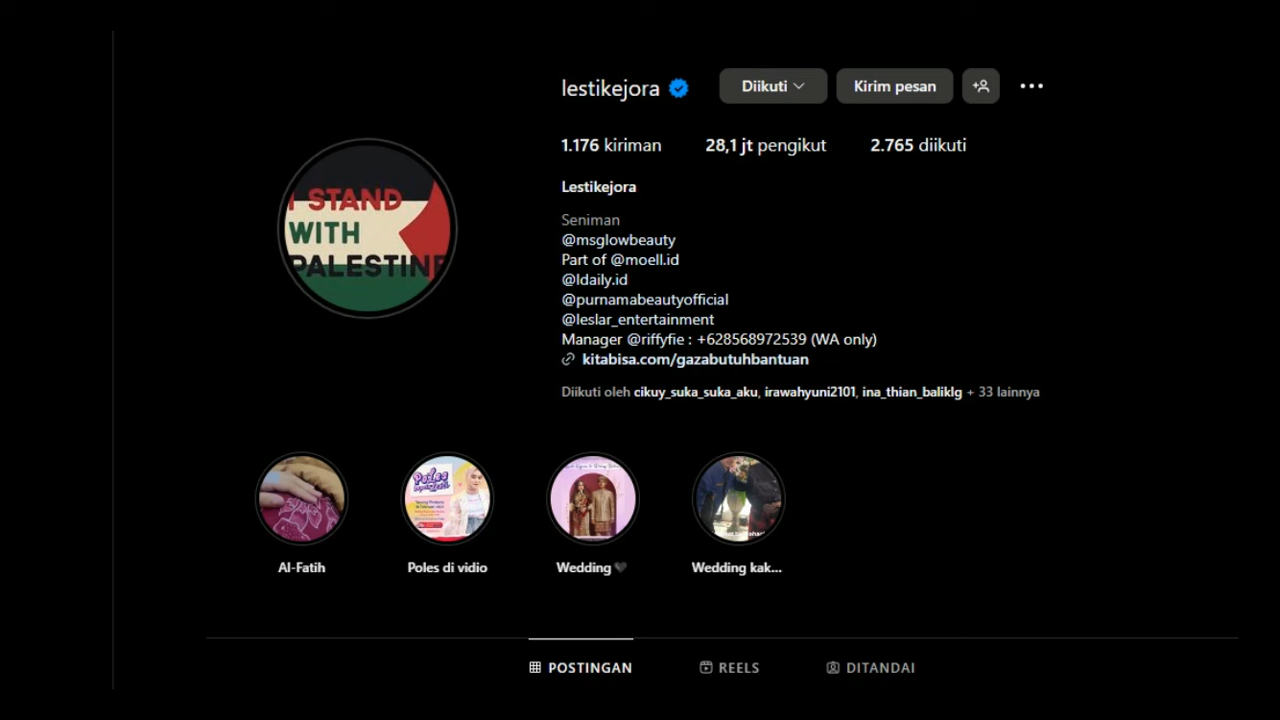 lestikejora
Diikuti
Kirim pesan
1.176 kiriman
28,1 jt pengikut
2.765 diikuti
I STAND
WITH
PALESTINE
Lestikejora
Seniman
@msglowbeauty
Part of @moell.id
@ldaily.id
@purnamabeautyofficial
@leslar_entertainment
Manager @riffyfie : +628568972539 (WA only)
kitabisa.com/gazabutuhbantuan
Diikuti oleh cikuy_suka_suka_aku, irawahyuni2101, ina_thian_baliklg + 33 lainnya
Poles
Al-Fatih
Poles di vidio
Wedding
Wedding kak...
POSTINGAN
REELS
DITANDAI